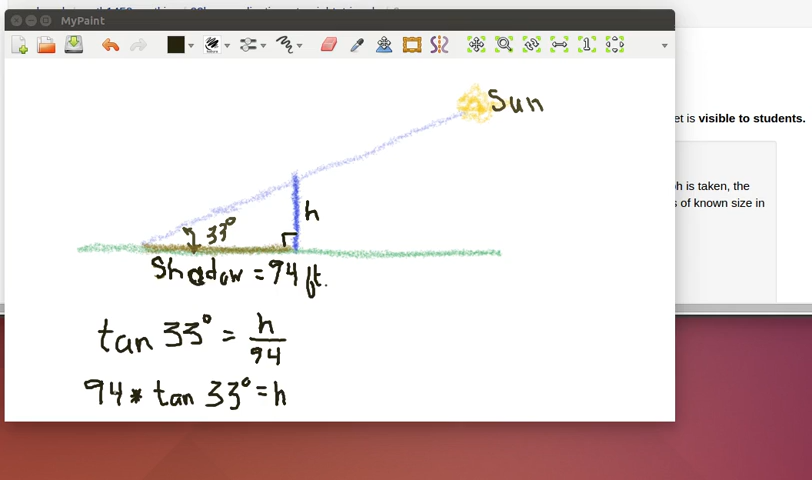 MyPaint
Sun
et is visible to students.
h is taken, the
s of known size in
h
33°
Shadow = 94 ft.
tan 33° = h/94
94 * tan 33° = h